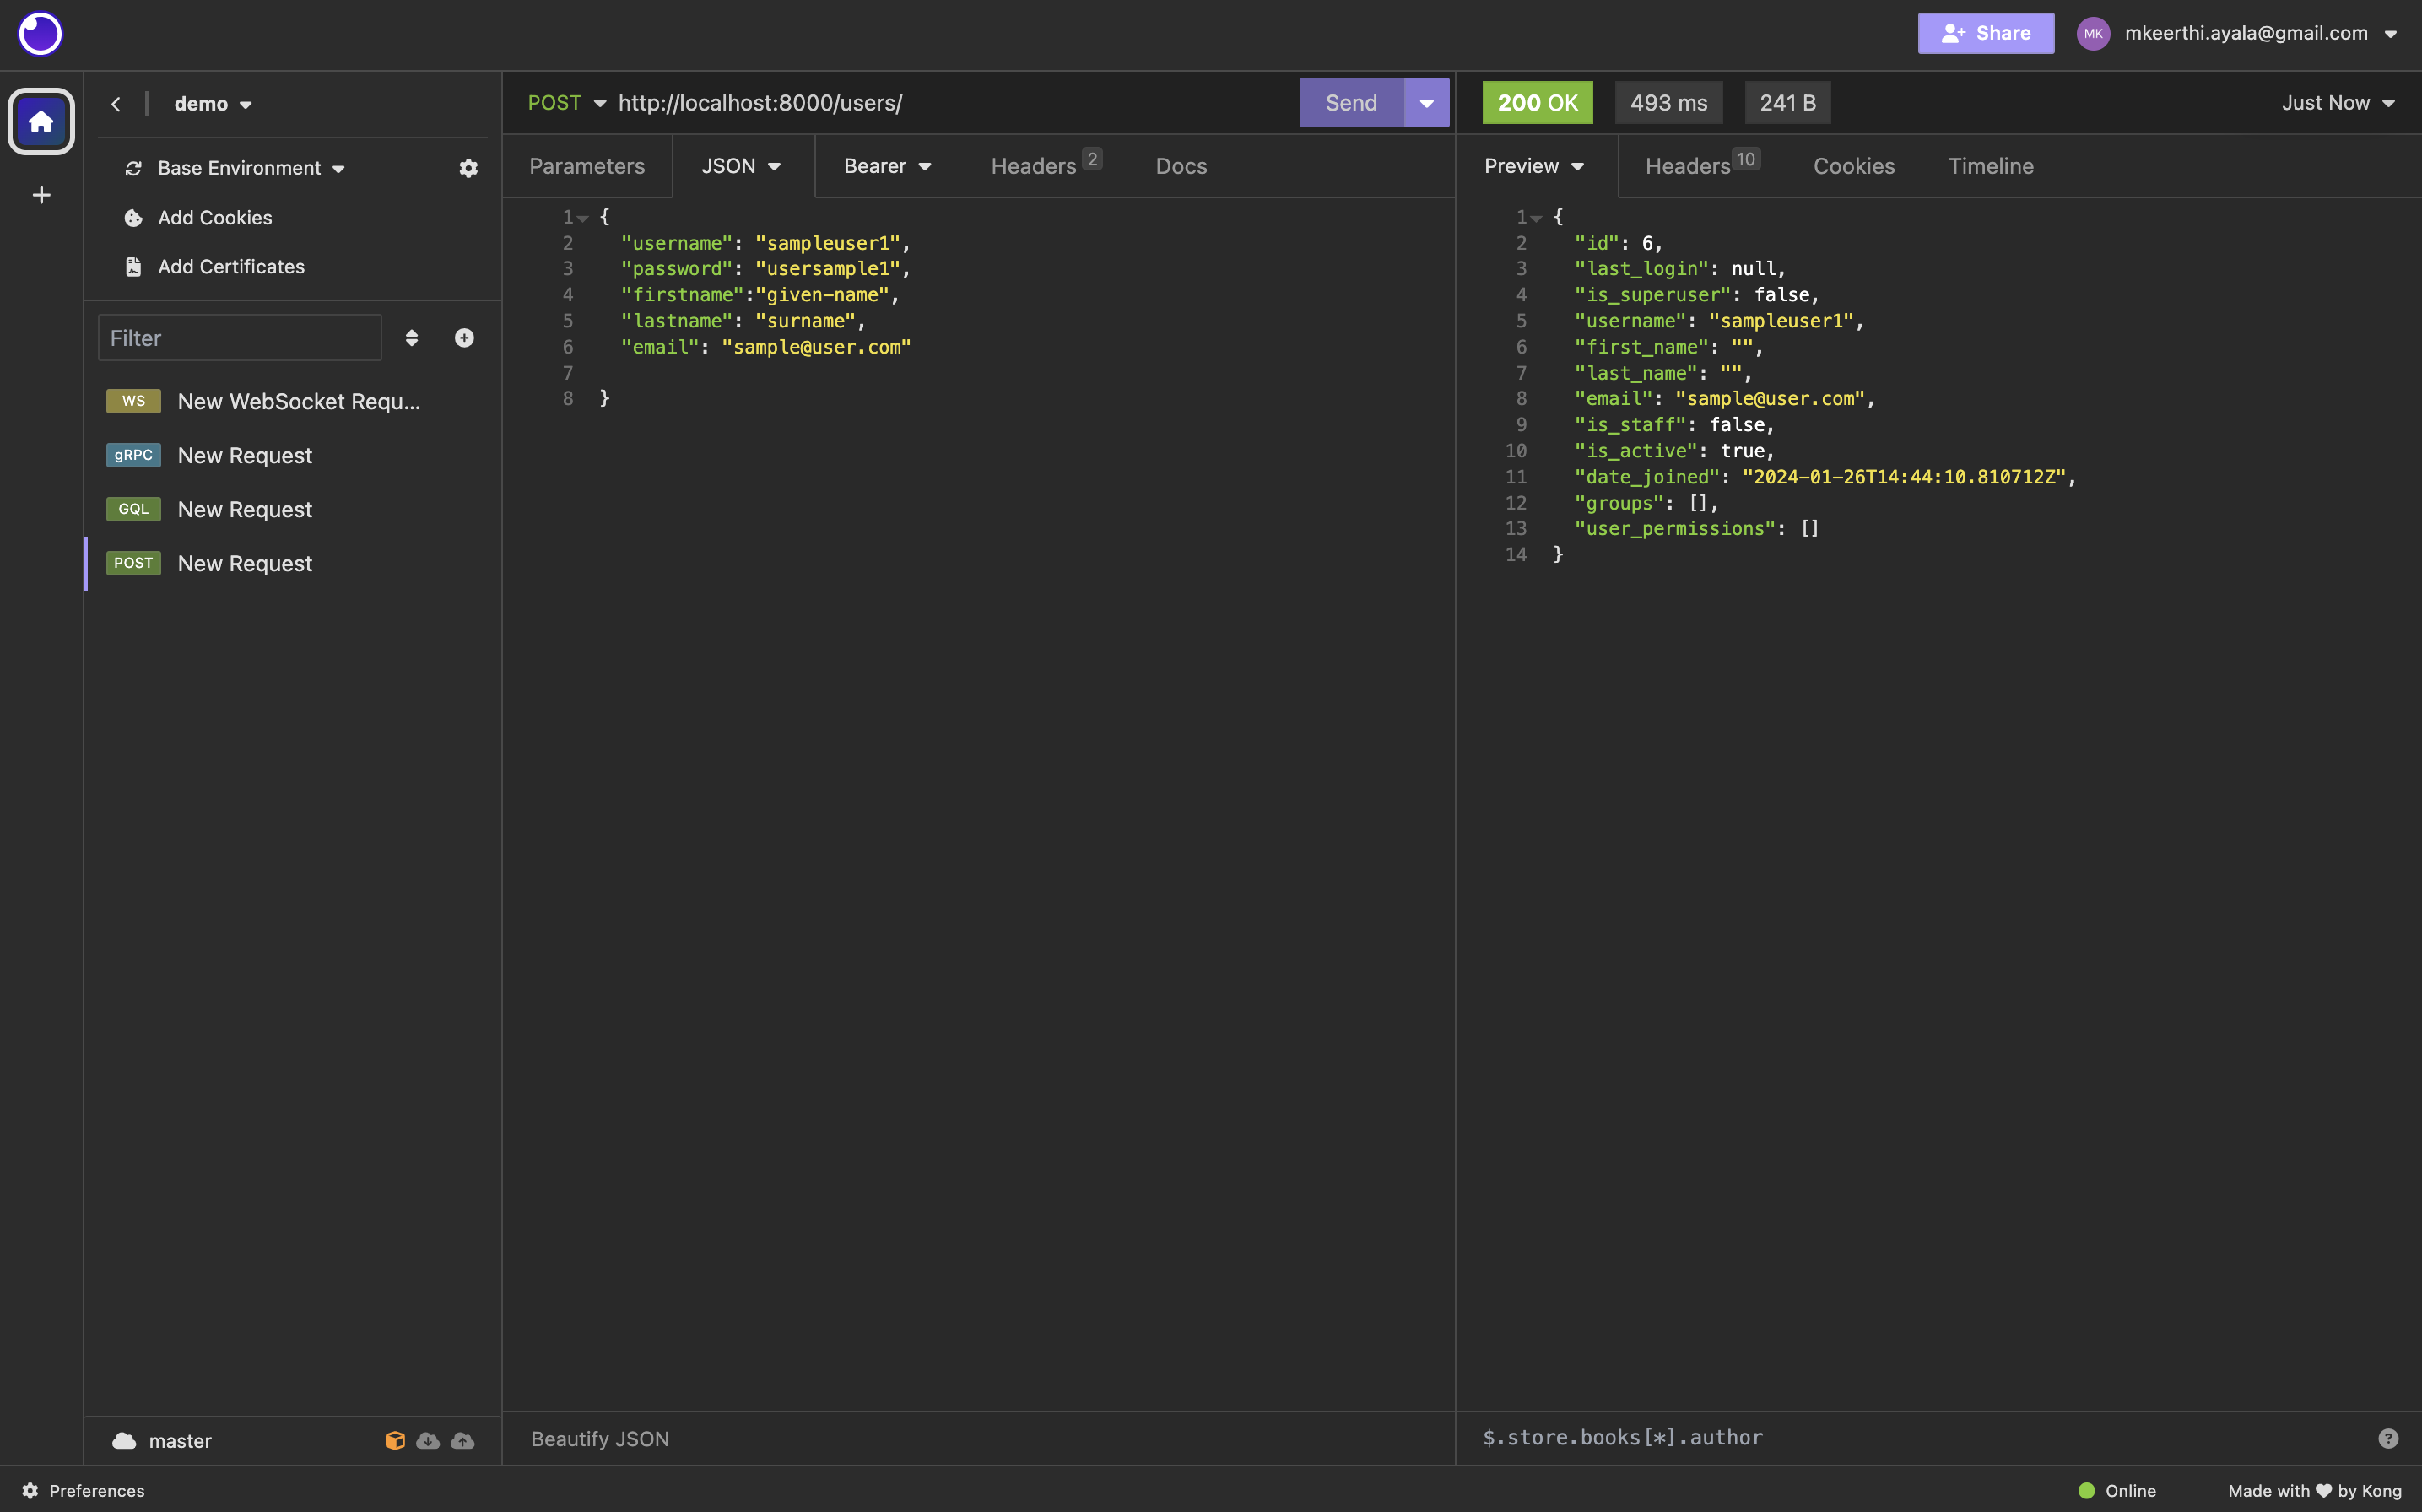 Share
MK
mkeerthi.ayala@gmail.com
demo
Base Environment
Add Cookies
Add Certificates
Filter
WS New WebSocket Requ...
gRPC New Request
GQL New Request
POST New Request
master
POST http://localhost:8000/users/
Send
Parameters JSON Bearer Headers 2 Docs
1 {
2 "username": "sampleuser1",
3 "password": "usersample1",
4 "firstname":"given-name",
5 "lastname": "surname",
6 "email": "sample@user.com"
7
8 }
Beautify JSON
200 OK 493 ms 241 B Just Now
Preview Headers 10 Cookies Timeline
1 {
2 "id": 6,
3 "last_login": null,
4 "is_superuser": false,
5 "username": "sampleuser1",
6 "first_name": "",
7 "last_name": "",
8 "email": "sample@user.com",
9 "is_staff": false,
10 "is_active": true,
11 "date_joined": "2024-01-26T14:44:10.810712Z",
12 "groups": [],
13 "user_permissions": []
14 }
$.store.books[*].author
?
Preferences
Online
Made with ♥ by Kong